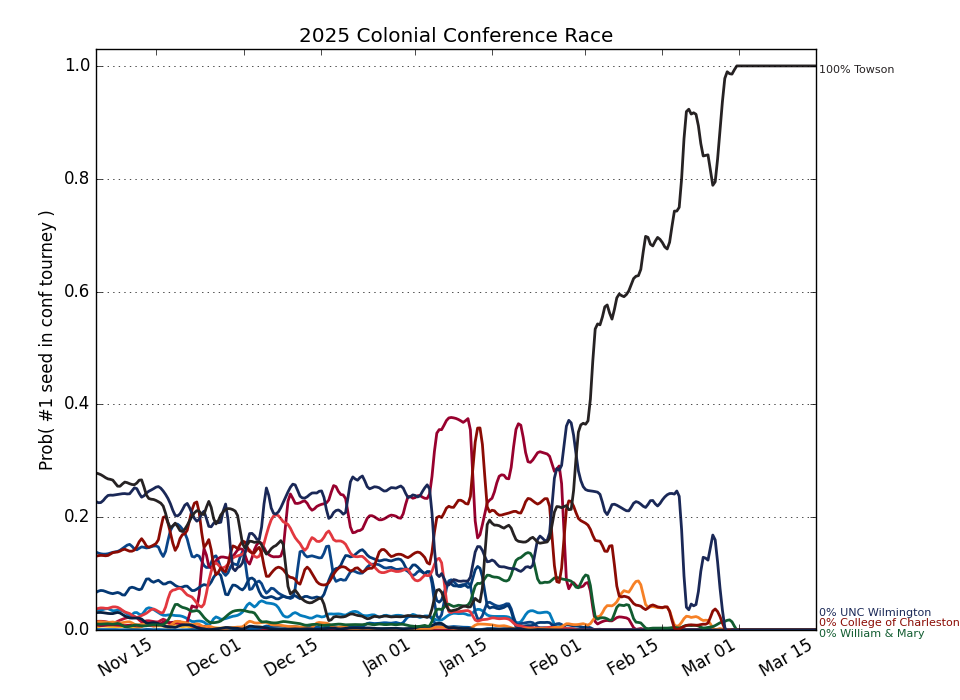 2025 Colonial Conference Race
Prob( #1 seed in conf tourney )
1.0
0.8
0.6
0.4
0.2
0.0
100% Towson
0% UNC Wilmington
0% College of Charleston
0% William & Mary
Nov 15
Dec 01
Dec 15
Jan 01
Jan 15
Feb 01
Feb 15
Mar 01
Mar 15